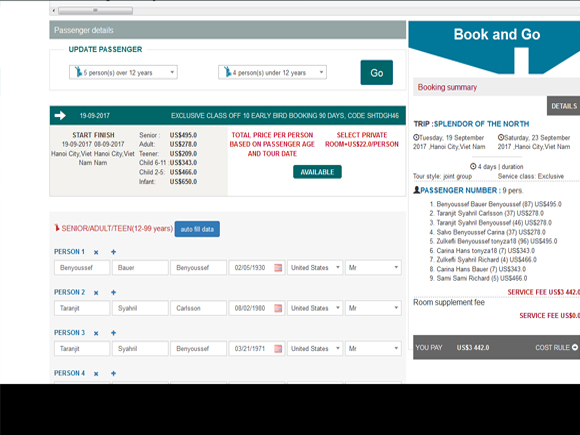 Passenger details
UPDATE PASSENGER
5 person(s) over 12 years
4 person(s) under 12 years
Go
19-09-2017 EXCLUSIVE CLASS OFF 10 EARLY BIRD BOOKING 90 DAYS, CODE SHTDGH46
START FINISH
19-09-2017 08-09-2017
Hanoi City,Viet Hanoi City,Viet
Nam Nam
Senior : US$495.0
Adult: US$278.0
Teener: US$209.0
Child 6-11 :US$343.0
Child 2-5: US$466.0
Infant: US$650.0
TOTAL PRICE PER PERSON
BASED ON PASSENGER AGE
AND TOUR DATE
SELECT PRIVATE
ROOM+US$22.0/PERSON
AVAILABLE
SENIOR/ADULT/TEEN(12-99 years) auto fill data
PERSON 1
Benyoussef Bauer Benyoussef 02/05/1930 United States Mr
PERSON 2
Taranjit Syahril Carlsson 08/02/1980 United States Mr
PERSON 3
Taranjit Syahril Benyoussef 03/21/1971 United States Mr
PERSON 4
Book and Go
Booking summary
DETAILS
TRIP :SPLENDOR OF THE NORTH
Tuesday, 19 September
2017 ,Hanoi City,Viet Nam
Saturday, 23 September
2017 ,Hanoi City,Viet Nam
4 days | duration
Tour style: joint group Service class: Exclusive
PASSENGER NUMBER : 9 pers.
1. Benyoussef Bauer Benyoussef (87) US$495.0
2. Taranjit Syahril Carlsson (37) US$278.0
3. Taranjit Syahril Benyoussef (46) US$278.0
4. Salvo Benyoussef Carina (37) US$278.0
5. Zulkefli Benyoussef tonyza18 (96) US$495.0
6. Carina Hans tonyza18 (7) US$343.0
7. Zulkefli Syahril Richard (4) US$466.0
8. Carina Hans Bauer (7) US$343.0
9. Sami Sami Richard (5) US$466.0
SERVICE FEE US$3 442.0
Room supplement fee
SERVICE FEE US$0.0
YOU PAY US$3 442.0 COST RULE